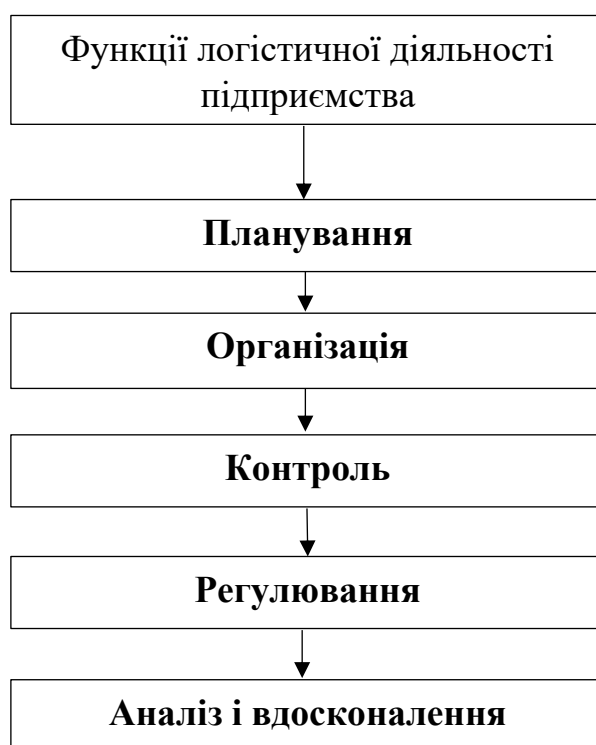 Функції логістичної діяльності
підприємства
Планування
Організація
Контроль
Регулювання
Аналіз і вдосконалення